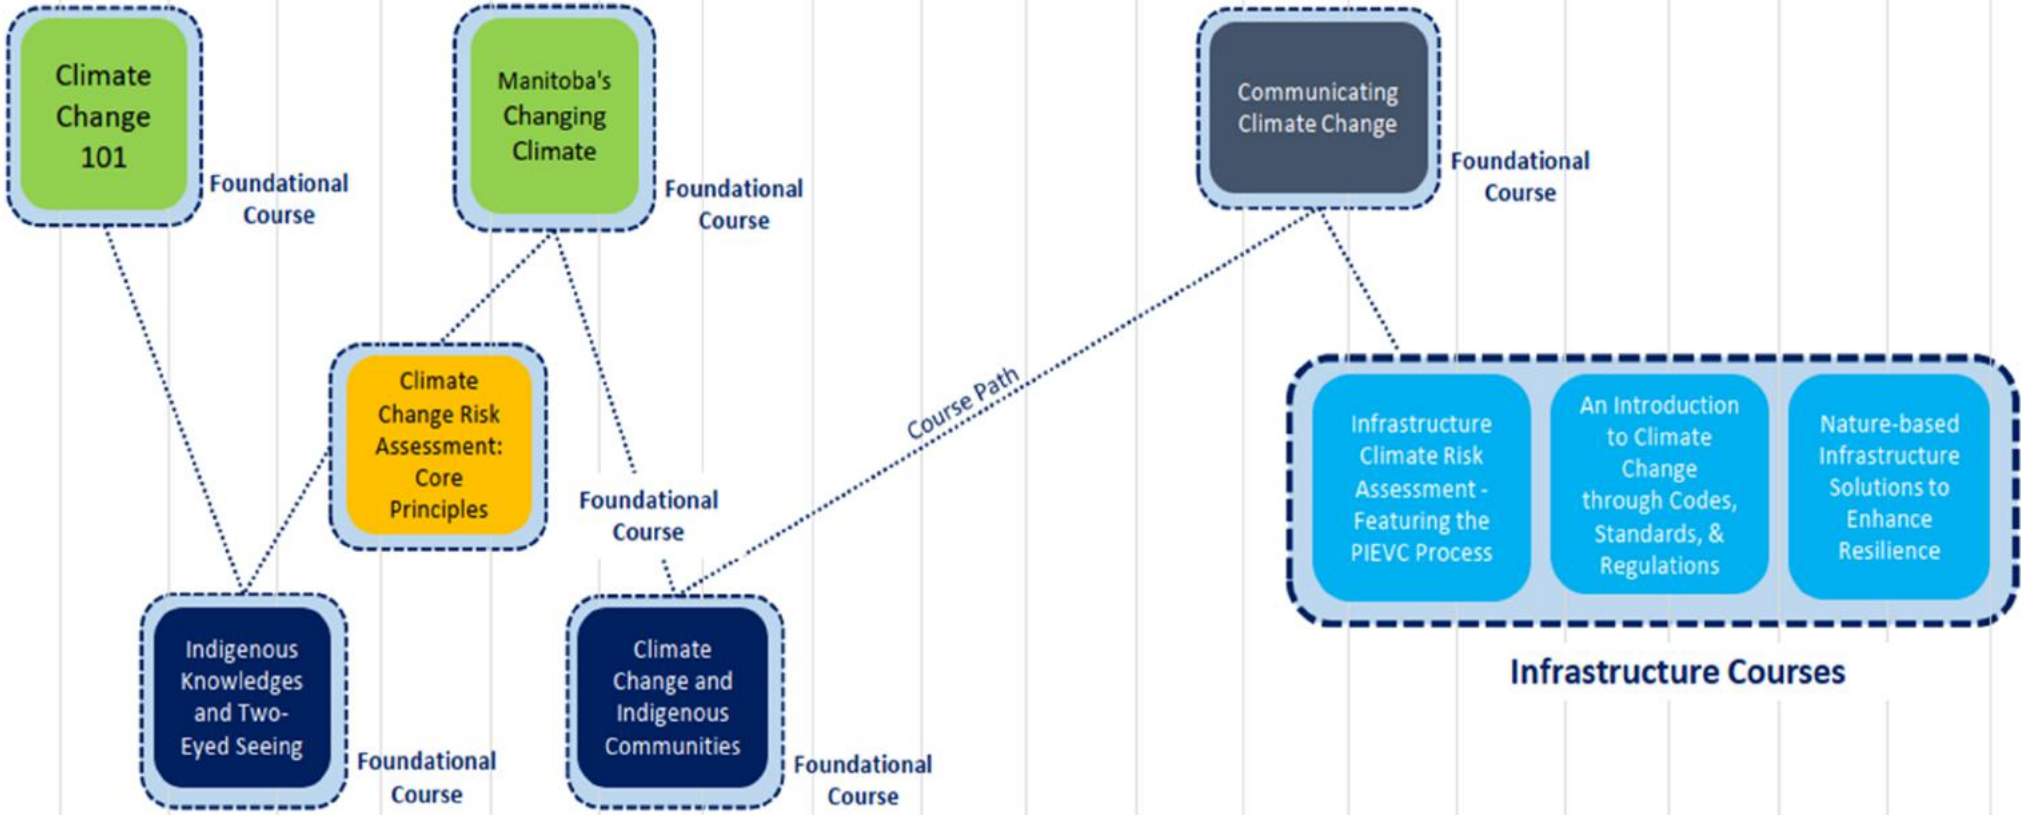 Climate
Change
101
Foundational
Course
Manitoba's
Changing
Climate
Foundational
Course
Communicating
Climate Change
Foundational
Course
Climate
Change Risk
Assessment:
Core
Principles
Foundational
Course
Course Path
Infrastructure
Climate Risk
Assessment -
Featuring the
PIEVC Process
An Introduction
to Climate
Change
through Codes,
Standards, &
Regulations
Nature-based
Infrastructure
Solutions to
Enhance
Resilience
Infrastructure Courses
Indigenous
Knowledges
and Two-
Eyed Seeing
Foundational
Course
Climate
Change and
Indigenous
Communities
Foundational
Course